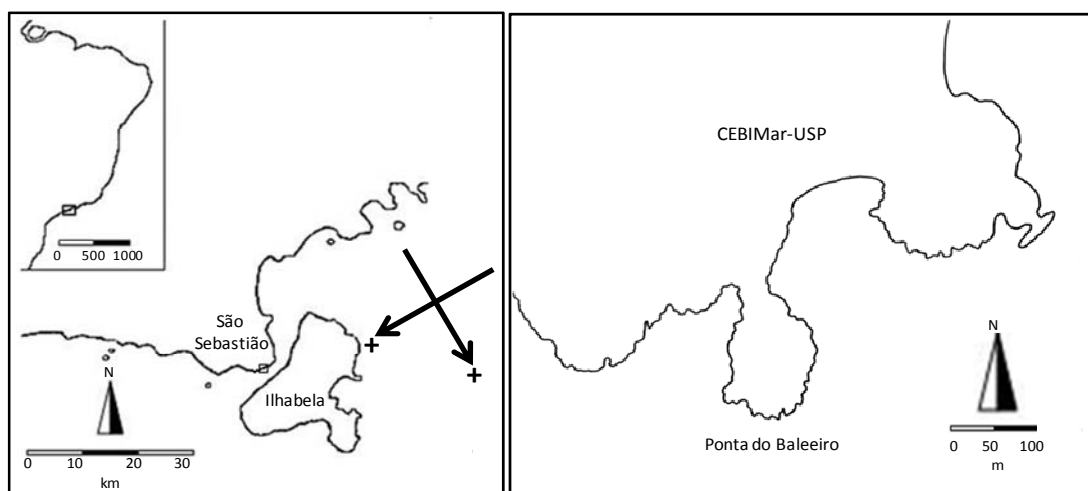 0 500 1000
São
Sebastião
N
Ilhabela
0 10 20 30
km
CEBIMar-USP
N
Ponta do Baleeiro
0 50 100
m